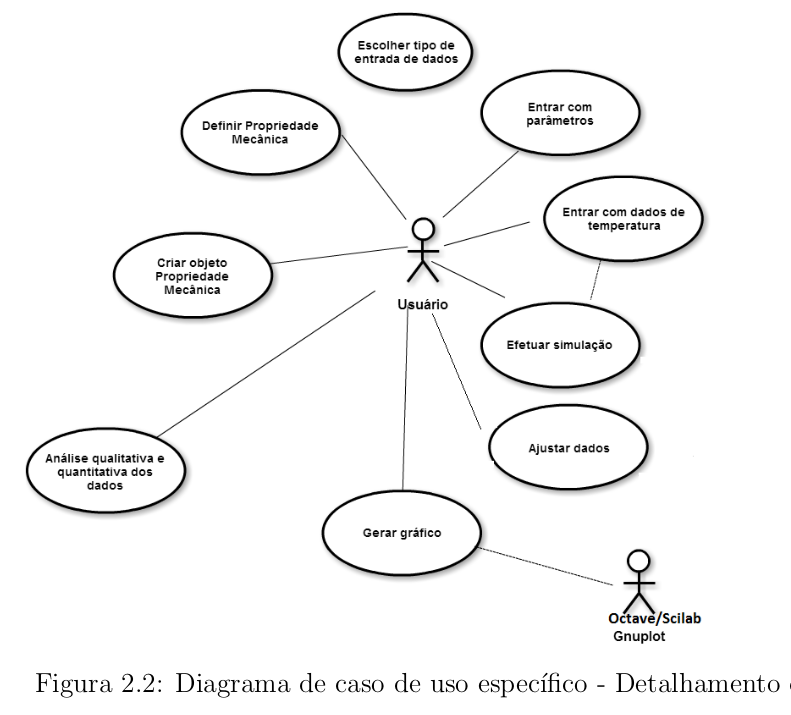 Escolher tipo de
entrada de dados
Entrar com
parâmetros
Definir Propriedade
Mecânica
Entrar com dados de
temperatura
Criar objeto
Propriedade
Mecânica
Usuário
Efetuar simulação
Ajustar dados
Análise qualitativa e
quantitativa dos
dados
Gerar gráfico
Octave/Scilab
Gnuplot
Figura 2.2: Diagrama de caso de uso específico - Detalhamento